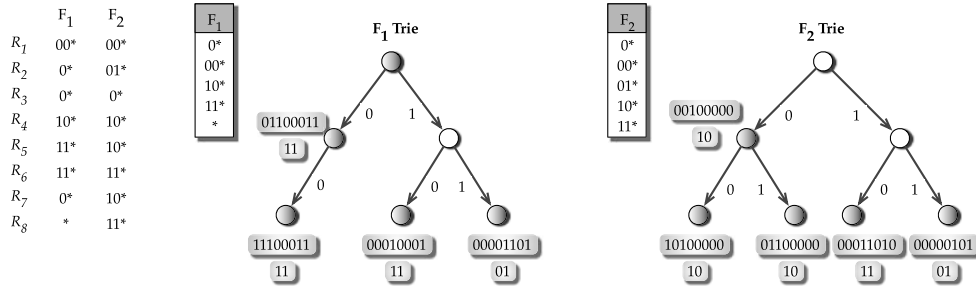 F1 F2
R1 00* 00*
R2 0* 01*
R3 0* 0*
R4 10* 10*
R5 11* 10*
R6 11* 11*
R7 0* 10*
R8 * 11*
F1
0*
00*
10*
11*
*
F1 Trie
0 1
01100011
11
0 0 1
11100011 00010001 00001101
11 11 01
F2
0*
00*
01*
10*
11*
F2 Trie
0 1
00100000
10
0 1 0 1
10100000 01100000 00011010 00000101
10 10 11 01